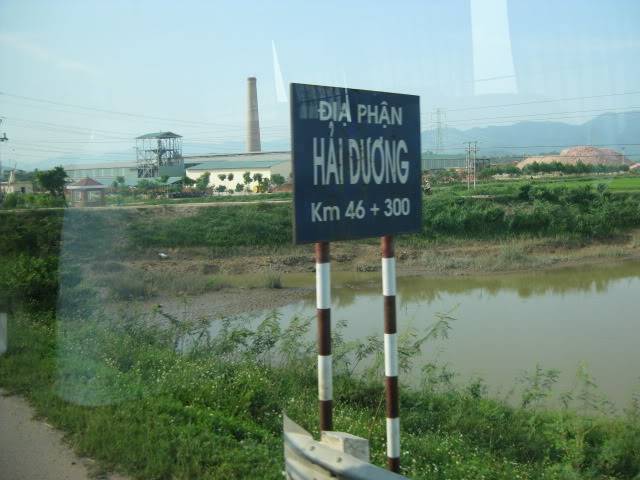 ĐỊA PHẬN
HẢI DƯƠNG
Km 46 + 300